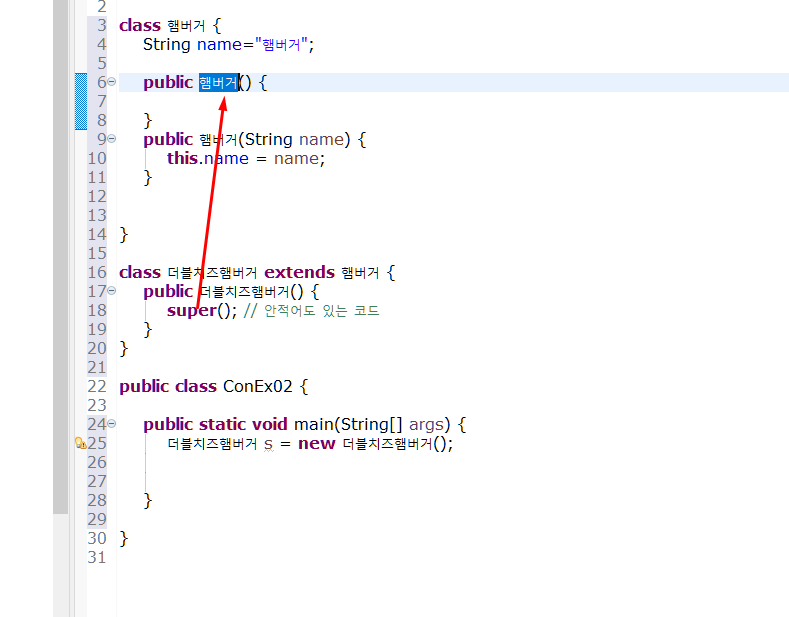 2
3 class 햄버거 {
4 String name="햄버거";
5
6 public 햄버거() {
7
8 }
9 public 햄버거(String name) {
10 this.name = name;
11 }
12
13
14 }
15
16 class 더블치즈햄버거 extends 햄버거 {
17 public 더블치즈햄버거() {
18 super(); // 안적어도 있는 코드
19 }
20 }
21
22 public class ConEx02 {
23
24 public static void main(String[] args) {
25 더블치즈햄버거 s = new 더블치즈햄버거();
26
27
28 }
29
30 }
31